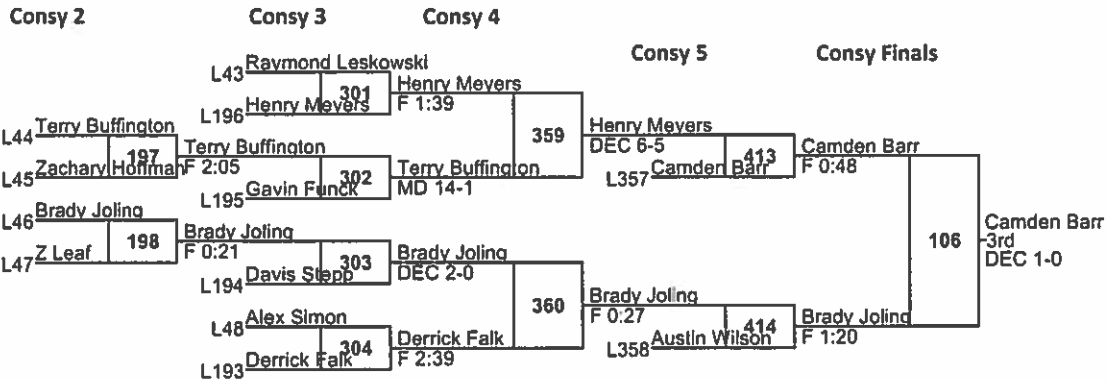 Consy 2
Consy 3
Consy 4
Consy 5
Consy Finals
L43 Raymond Leskowski
301
L196 Henry Meyers
Henry Meyers
F 1:39
L44 Terry Buffington
197
L45 Zachary Hoffman
Terry Buffington
F 2:05
302
L195 Gavin Funck
Terry Buffington
MD 14-1
359
Henry Meyers
DEC 6-5
413
L357 Camden Barr
Camden Barr
F 0:48
L46 Brady Joling
198
L47 Z Leaf
Brady Joling
F 0:21
303
L194 Davis Stepp
Brady Joling
DEC 2-0
L48 Alex Simon
304
L193 Derrick Falk
Derrick Falk
F 2:39
360
Brady Joling
F 0:27
414
L358 Austin Wilson
Brady Joling
F 1:20
106
Camden Barr
3rd
DEC 1-0